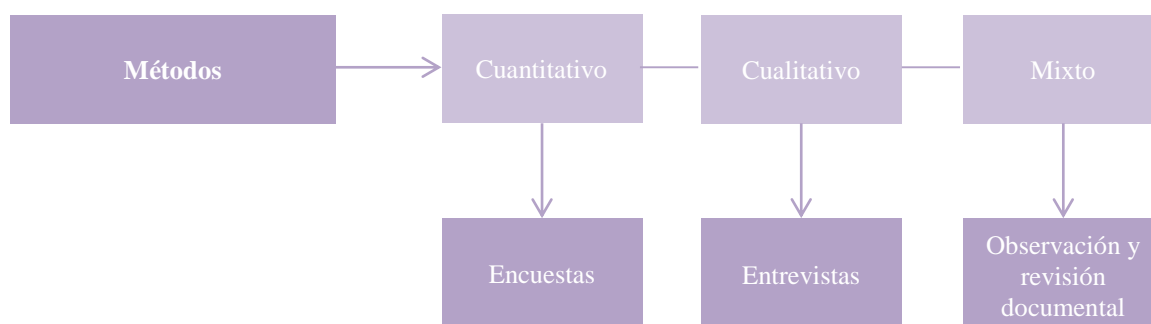 Métodos
Cuantitativo
Cualitativo
Mixto
Encuestas
Entrevistas
Observación y
revisión
documental